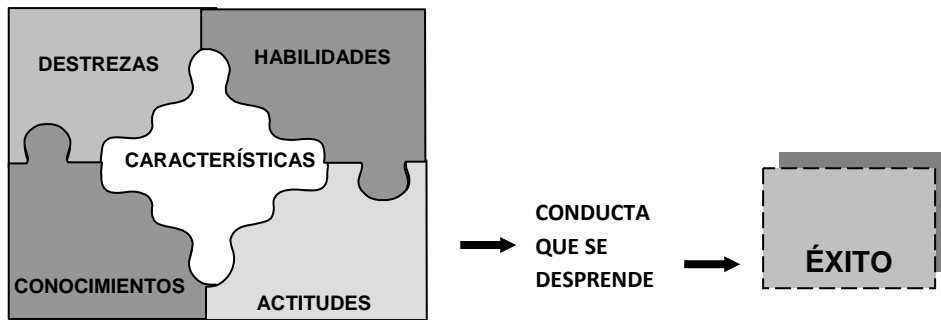 DESTREZAS
HABILIDADES
CARACTERÍSTICAS
CONOCIMIENTOS
ACTITUDES
CONDUCTA
QUE SE
DESPRENDE
ÉXITO